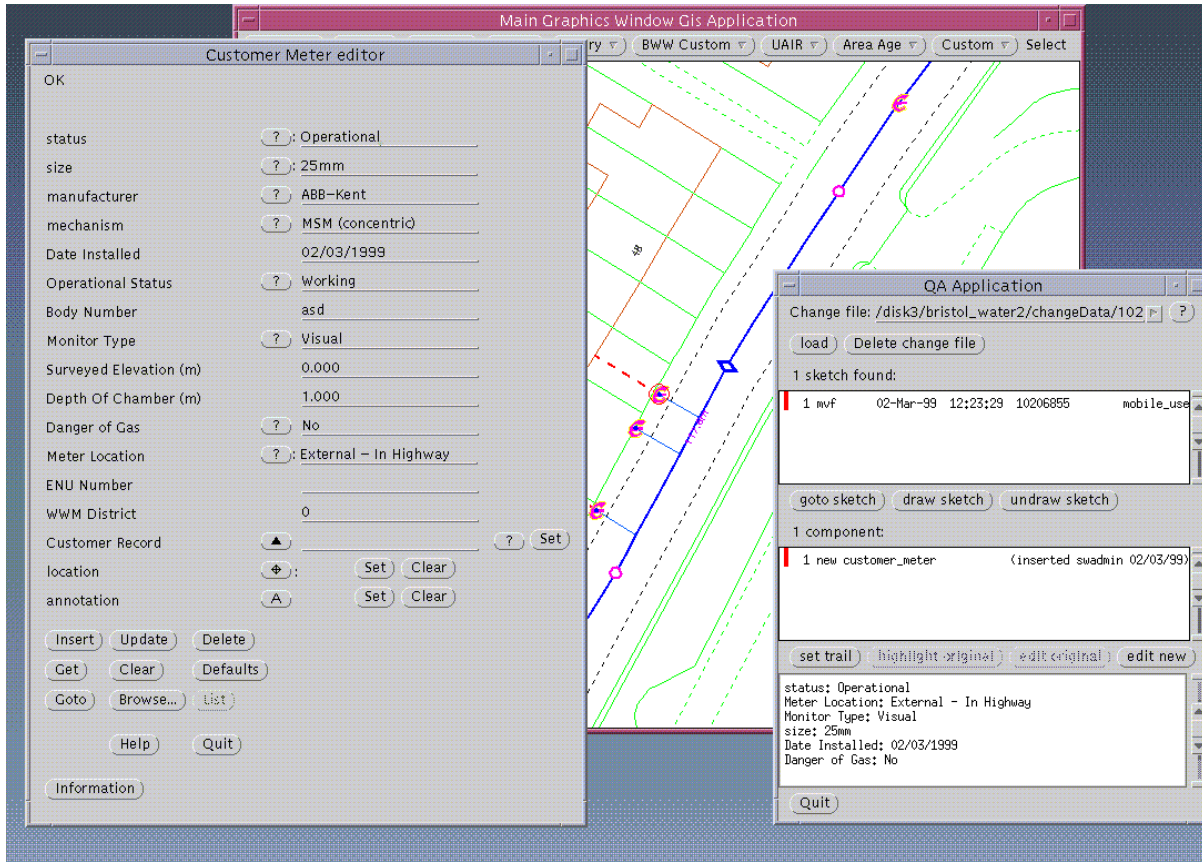 Main Graphics Window Gis Application
ry BWW Custom UAIR Area Age Custom Select
Customer Meter editor
OK
status ? : Operational
size ? : 25mm
manufacturer ? ABB-Kent
mechanism ? MSM (concentric)
Date Installed 02/03/1999
Operational Status ? Working
Body Number asd
Monitor Type ? Visual
Surveyed Elevation (m) 0.000
Depth Of Chamber (m) 1.000
Danger of Gas ? No
Meter Location ? : External - In Highway
ENU Number
WWM District 0
Customer Record ? Set
location : Set Clear
annotation A Set Clear
Insert Update Delete
Get Clear Defaults
Goto Browse... List
Help Quit
Information
48
QA Application
Change file: /disk3/bristol_water2/changeData/102 ?
load Delete change file
1 sketch found:
1 mvf 02-Mar-99 12:23:29 10206855 mobile_use
goto sketch draw sketch undraw sketch
1 component:
1 new customer_meter (inserted swadmin 02/03/99)
set trail highlight original edit original edit new
status: Operational
Meter Location: External - In Highway
Monitor Type: Visual
size: 25mm
Date Installed: 02/03/1999
Danger of Gas: No
Quit